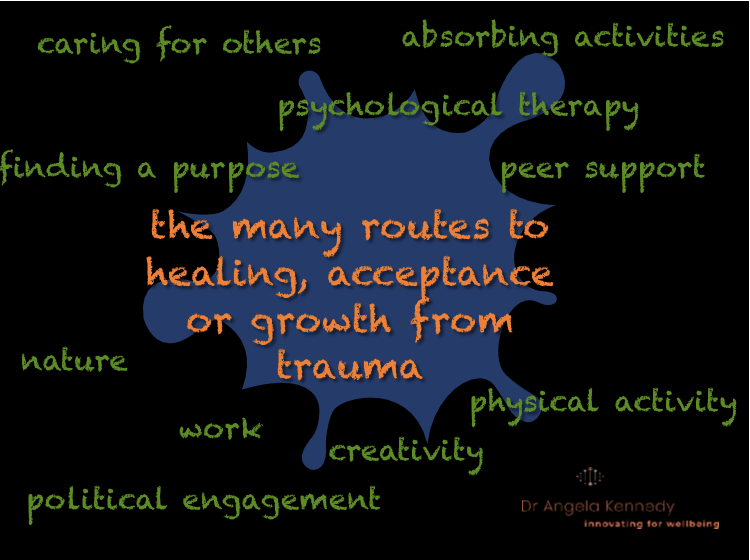 caring for others
absorbing activities
psychological therapy
finding a purpose
peer support
the many routes to
healing, acceptance
or growth from
trauma
nature
physical activity
work
creativity
political engagement
Dr Angela Kennedy
innovating for wellbeing